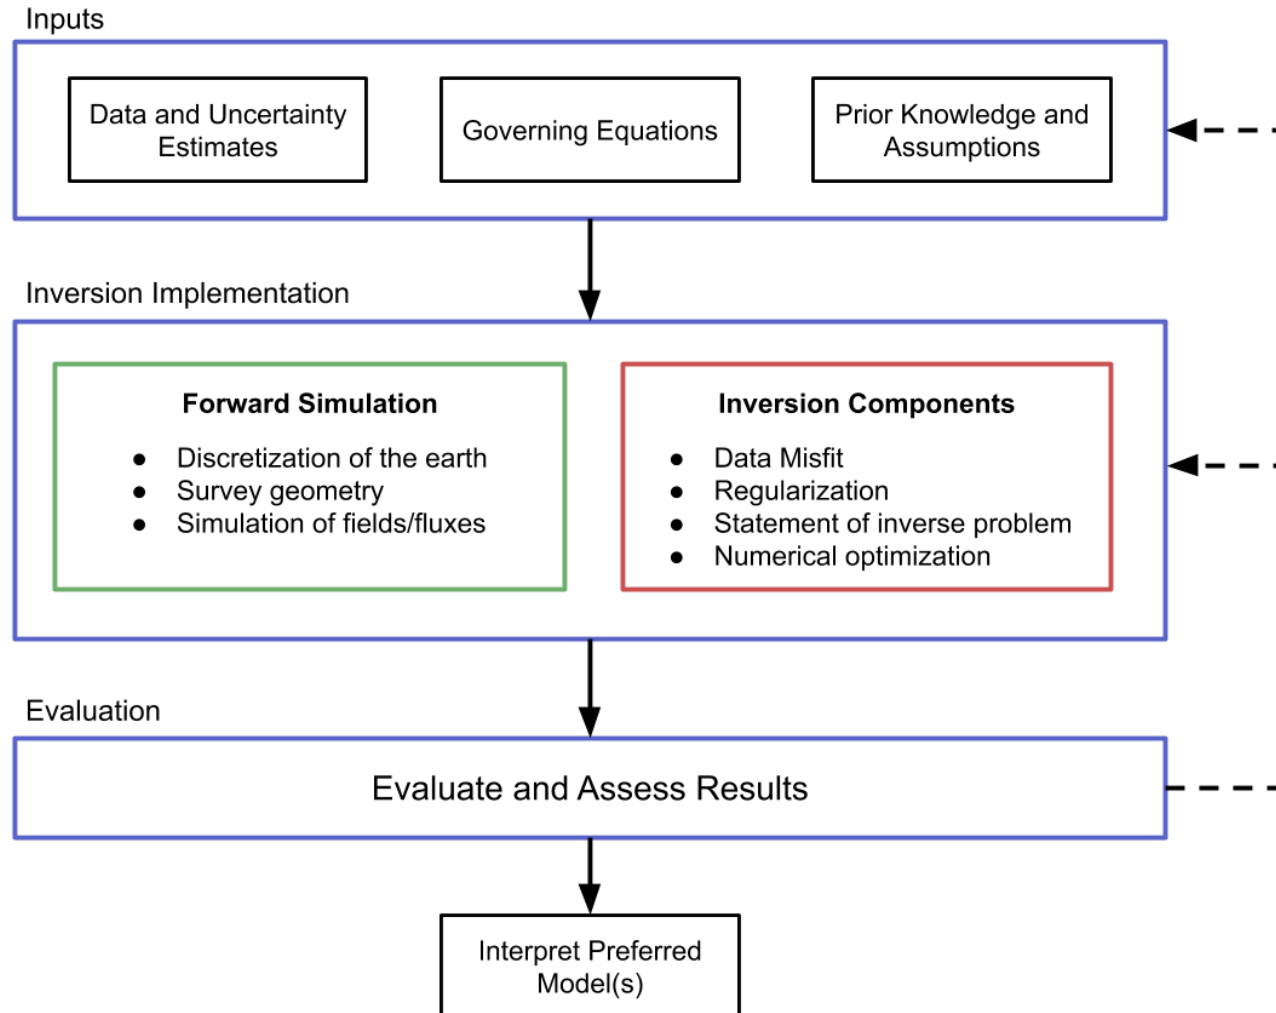 Inputs
Data and Uncertainty
Estimates
Governing Equations
Prior Knowledge and
Assumptions
Inversion Implementation
Forward Simulation
● Discretization of the earth
● Survey geometry
● Simulation of fields/fluxes
Inversion Components
● Data Misfit
● Regularization
● Statement of inverse problem
● Numerical optimization
Evaluation
Evaluate and Assess Results
Interpret Preferred
Model(s)